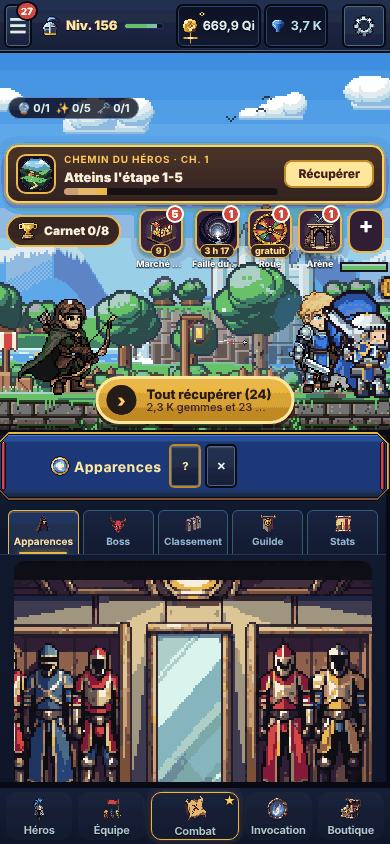 27
Niv. 156
669,9 Qi
3,7 K
0/1 0/5 0/1
CHEMIN DU HÉROS · CH. 1
Atteins l'étape 1-5
Récupérer
Carnet 0/8
5
1
1
1
+
9 j
3 h 17
gratuit
Marché ...
Faille du ...
Roue
Arène
Tout récupérer (24)
2,3 K gemmes et 23 ...
Apparences
?
×
Apparences
Boss
Classement
Guilde
Stats
Héros
Équipe
Combat
Invocation
Boutique